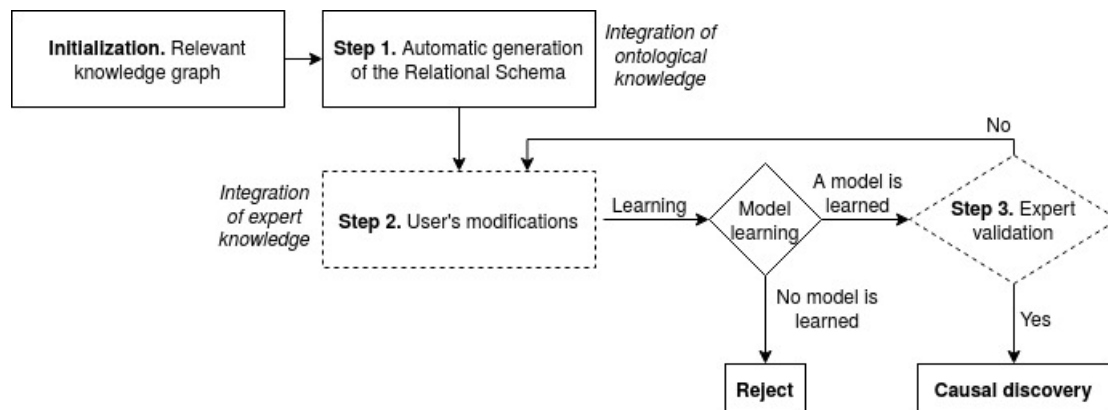 Initialization. Relevant
knowledge graph
Step 1. Automatic generation
of the Relational Schema
Integration of
ontological
knowledge
No
Integration
of expert
knowledge
Step 2. User's modifications
Learning
Model
learning
A model is
learned
Step 3. Expert
validation
No model is
learned
Yes
Reject
Causal discovery